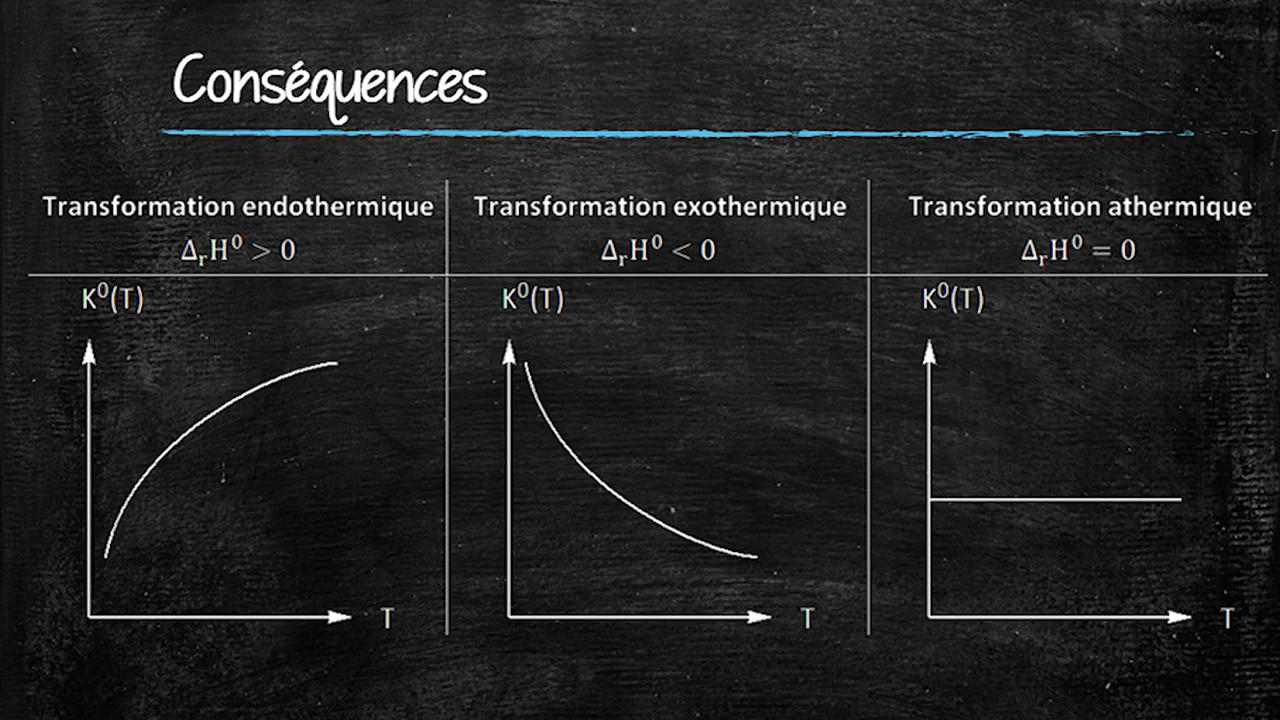 Conséquences
Transformation endothermique
ΔᵣH⁰ > 0
Transformation exothermique
ΔᵣH⁰ < 0
Transformation athermique
ΔᵣH⁰ = 0
K⁰(T)
T
K⁰(T)
T
K⁰(T)
T